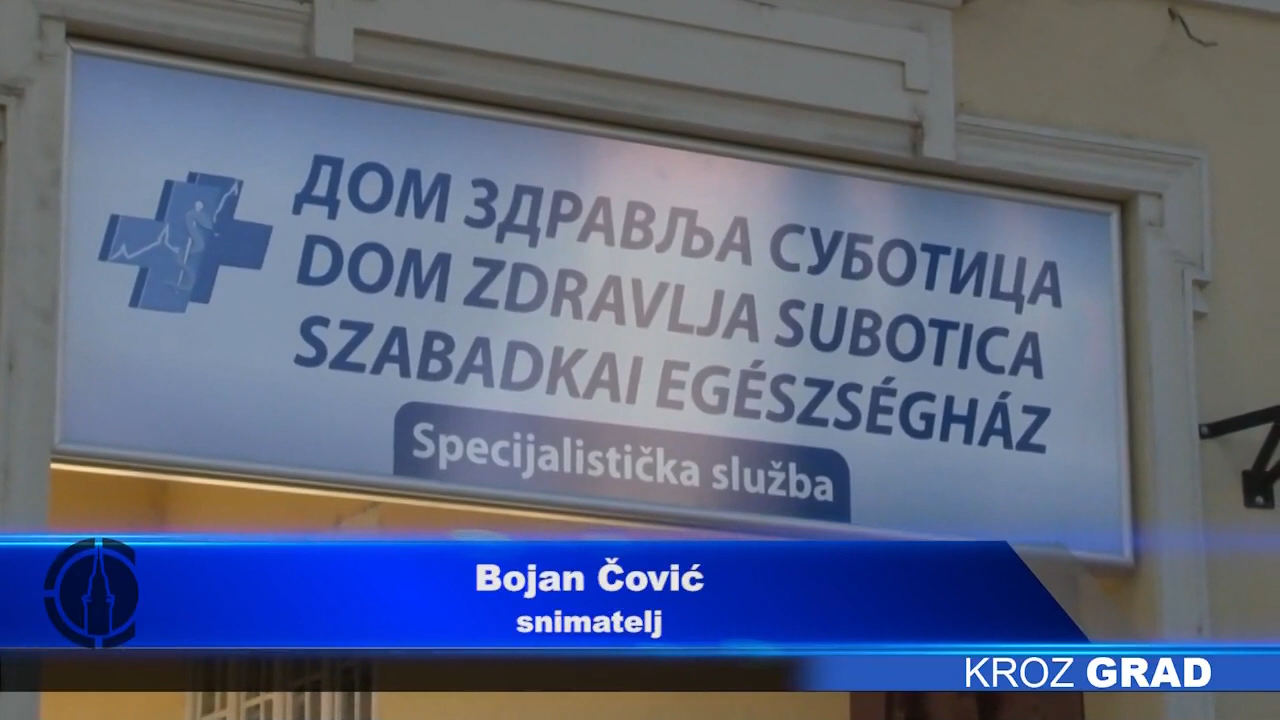 ДОМ ЗДРАВЉА СУБОТИЦА
DOM ZDRAVLJA SUBOTICA
SZABADKAI EGÉSZSÉGHÁZ
Specijalistička služba
Bojan Čović
snimatelj
KROZ GRAD